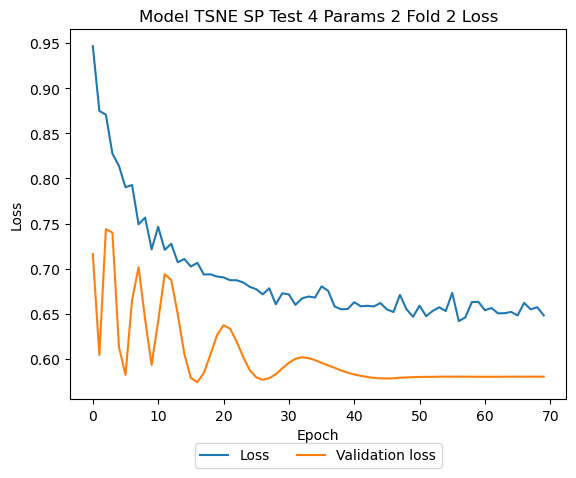 Model TSNE SP Test 4 Params 2 Fold 2 Loss
0.95
0.90
0.85
0.80
0.75
0.70
0.65
0.60
Loss
0 10 20 30 40 50 60 70
Epoch
Loss Validation loss